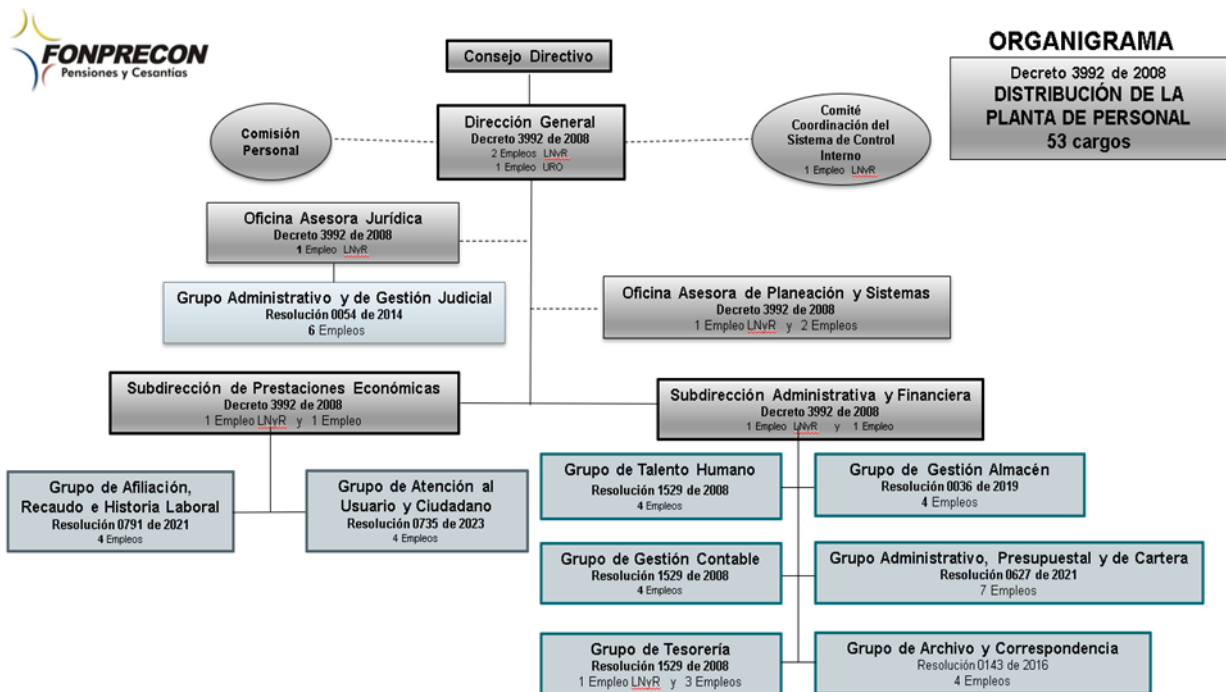 FONPRECON
Pensiones y Cesantías
ORGANIGRAMA
Decreto 3992 de 2008
DISTRIBUCIÓN DE LA
PLANTA DE PERSONAL
53 cargos
Consejo Directivo
Dirección General
Decreto 3992 de 2008
2 Empleos LNyR
1 Empleo URO
Comisión
Personal
Comité
Coordinación del
Sistema de Control
Interno
1 Empleo LNyR
Oficina Asesora Jurídica
Decreto 3992 de 2008
1 Empleo LNyR
Grupo Administrativo y de Gestión Judicial
Resolución 0054 de 2014
6 Empleos
Oficina Asesora de Planeación y Sistemas
Decreto 3992 de 2008
1 Empleo LNyR y 2 Empleos
Subdirección de Prestaciones Económicas
Decreto 3992 de 2008
1 Empleo LNyR y 1 Empleo
Subdirección Administrativa y Financiera
Decreto 3992 de 2008
1 Empleo LNyR y 1 Empleo
Grupo de Afiliación,
Recaudo e Historia Laboral
Resolución 0791 de 2021
4 Empleos
Grupo de Atención al
Usuario y Ciudadano
Resolución 0735 de 2023
4 Empleos
Grupo de Talento Humano
Resolución 1529 de 2008
4 Empleos
Grupo de Gestión Almacén
Resolución 0036 de 2019
4 Empleos
Grupo de Gestión Contable
Resolución 1529 de 2008
4 Empleos
Grupo Administrativo, Presupuestal y de Cartera
Resolución 0627 de 2021
7 Empleos
Grupo de Tesorería
Resolución 1529 de 2008
1 Empleo LNyR y 3 Empleos
Grupo de Archivo y Correspondencia
Resolución 0143 de 2016
4 Empleos